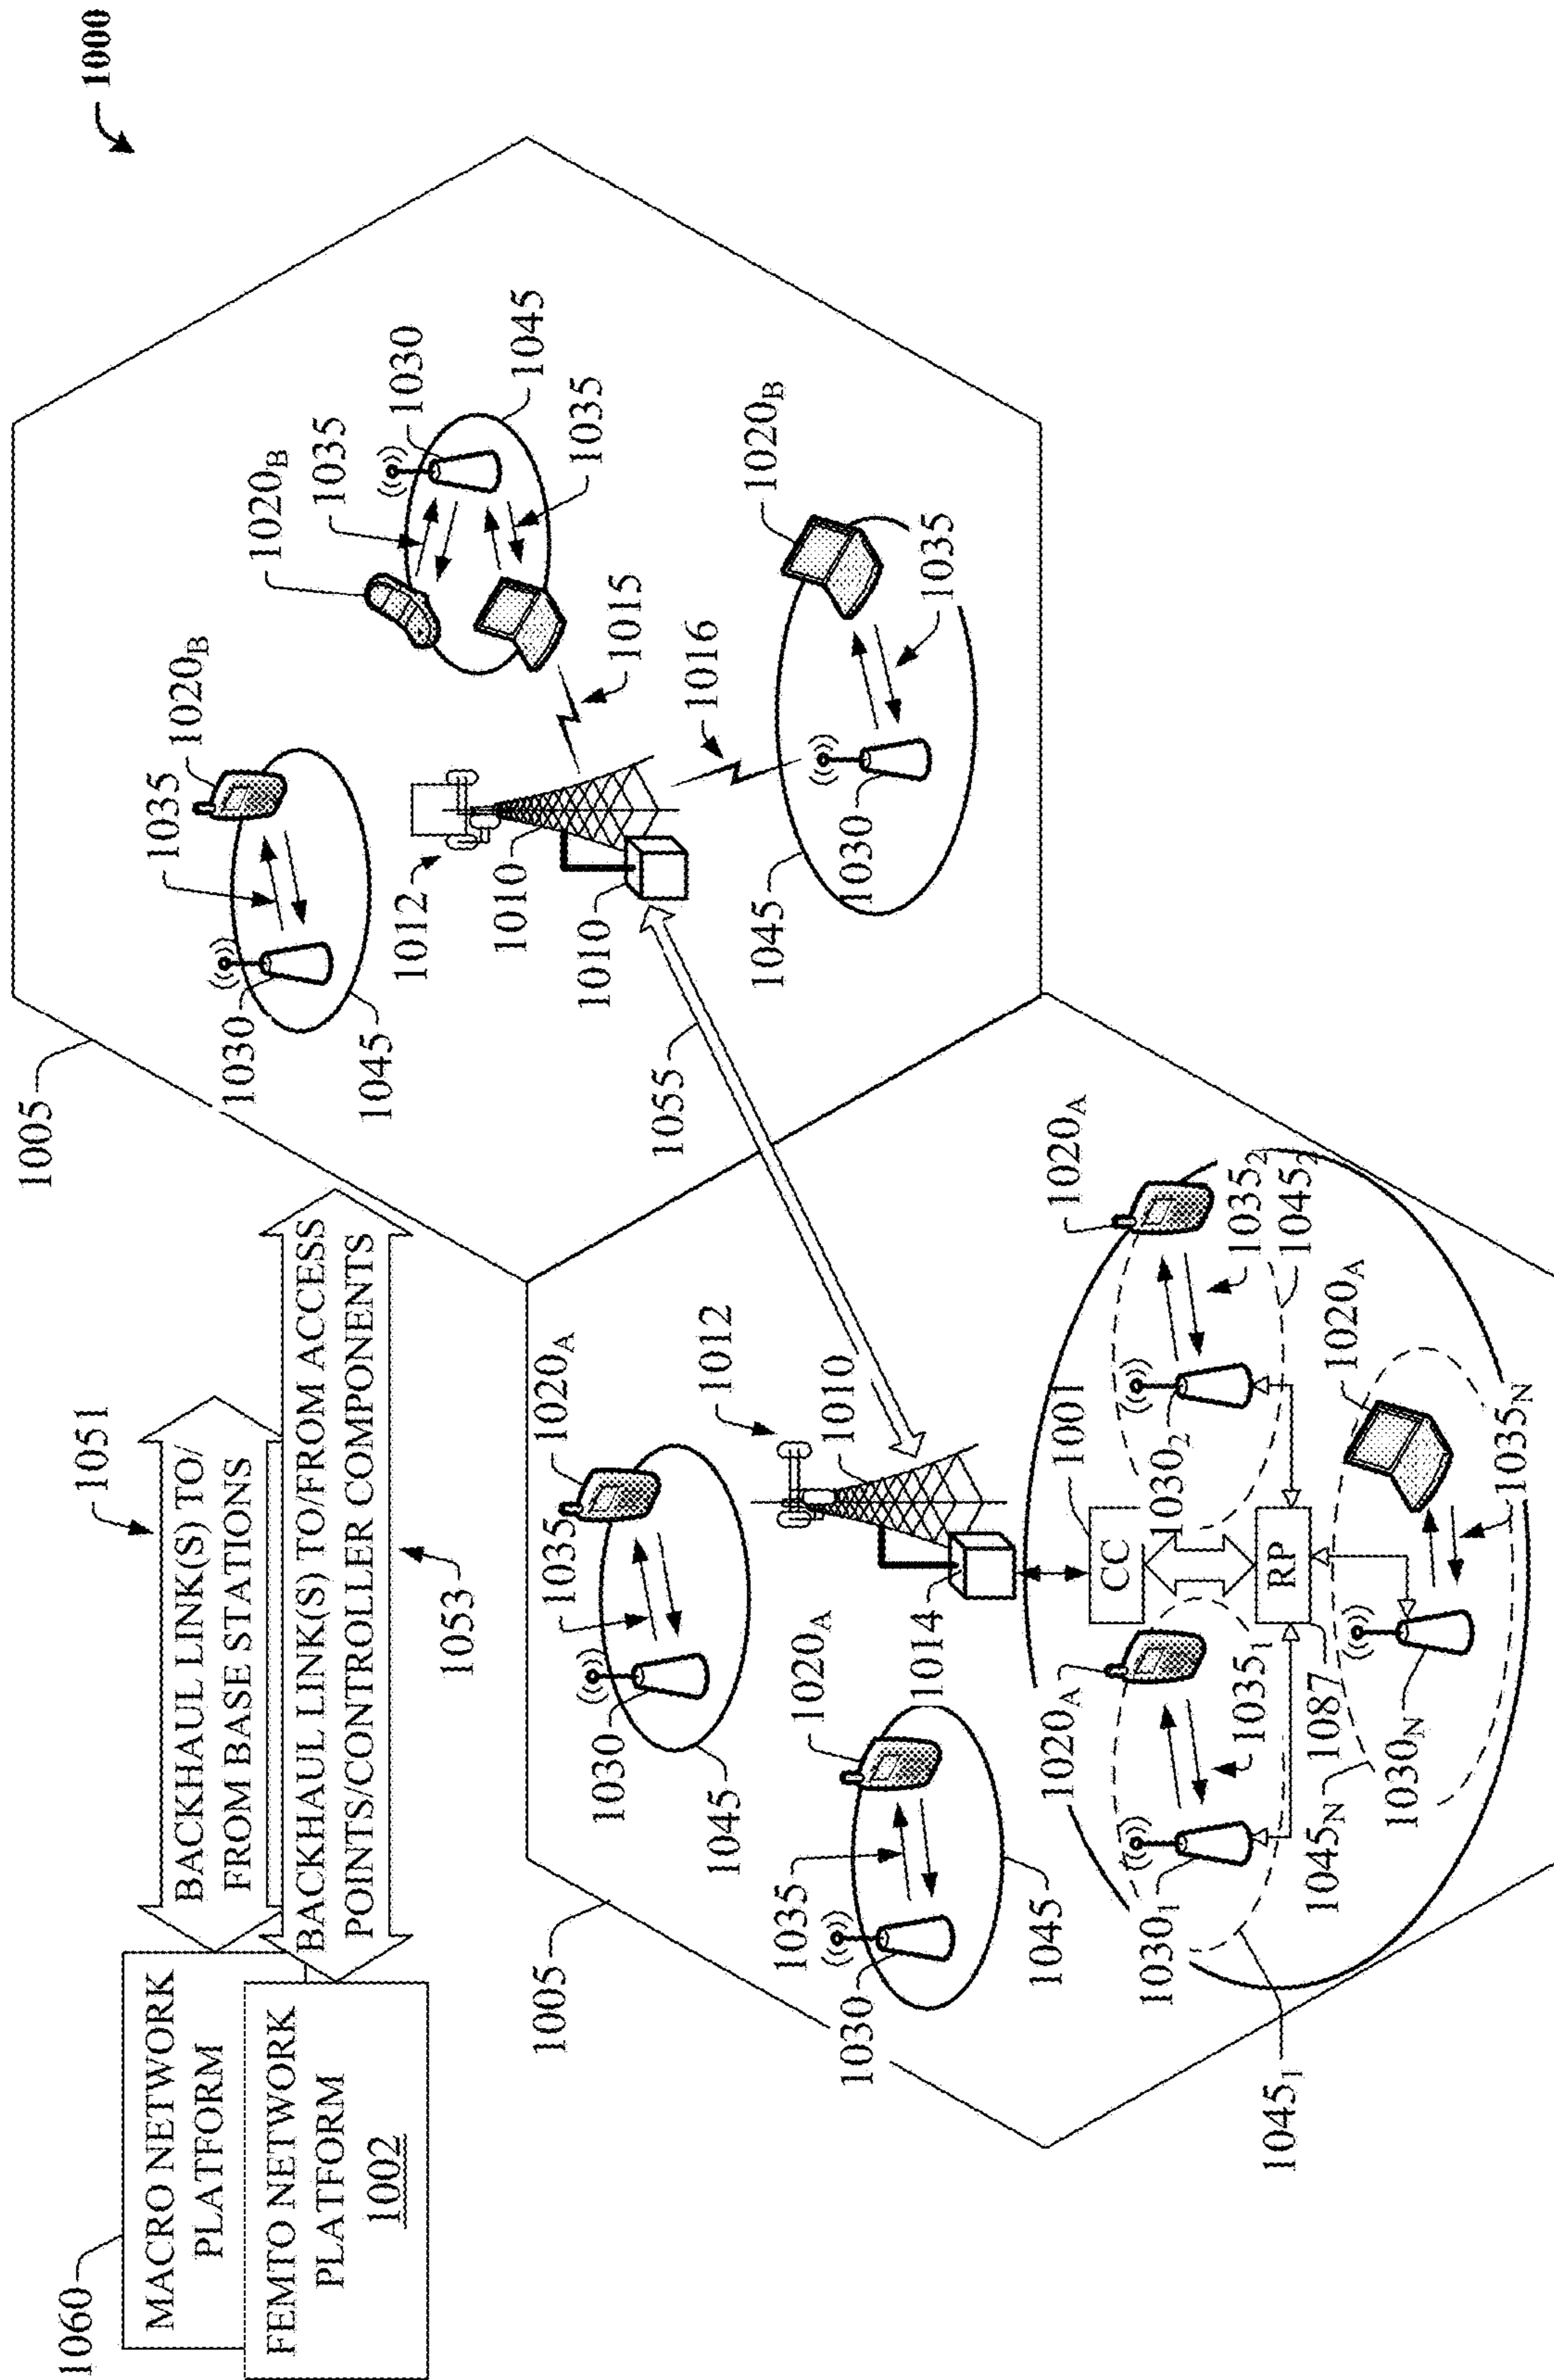 1000
1060
MACRO NETWORK
PLATFORM
FEMTO NETWORK
PLATFORM
1002
BACKHAUL LINK(S) TO/
FROM BASE STATIONS
1051
BACKHAUL LINK(S) TO/FROM ACCESS
POINTS/CONTROLLER COMPONENTS
1053
1005
1030
1035
1020B
1045
1012
1010
1010
1020B
1035
1030
1045
1035
1015
1016
1020B
1035
1030
1045
1055
1005
1030
1035
1020A
1045
1030
1035
1020A
1045
1012
1010
1014
1001
CC
RP
1087
1020A
1035₁
1030₁
1045₁
1020A
1035₂
1045₂
1030₂
1020A
1035N
1030N
1045N